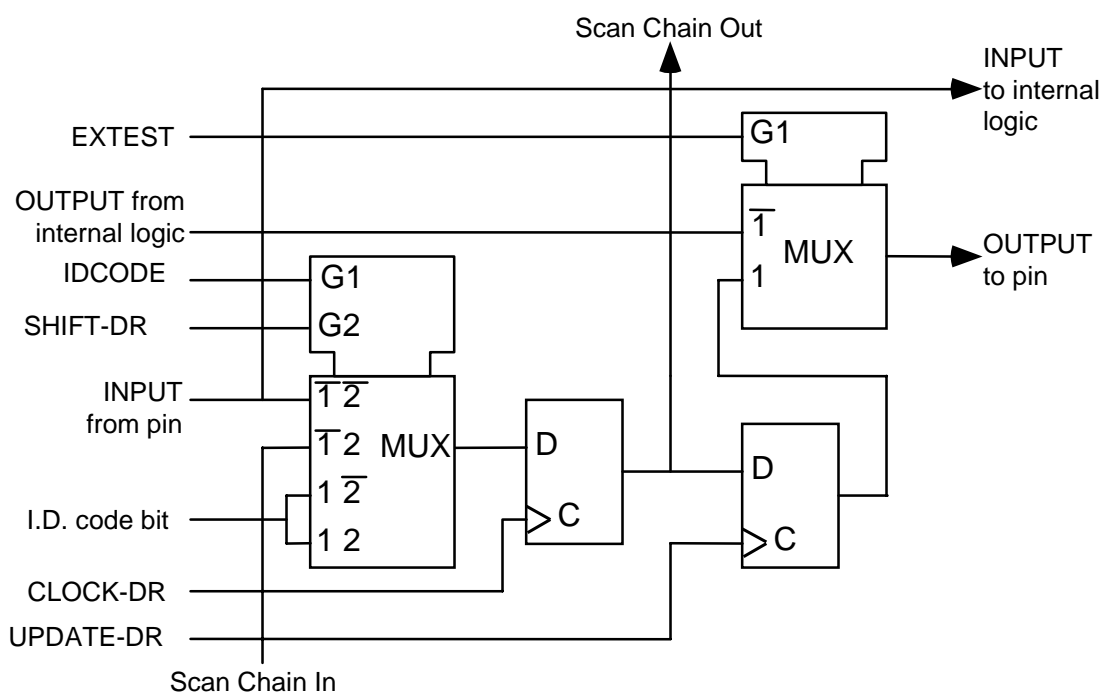 Scan Chain Out
INPUT
to internal
logic
EXTEST
G1
OUTPUT from
internal logic
1̅
MUX
1
OUTPUT
to pin
IDCODE
G1
SHIFT-DR
G2
INPUT
from pin
1̅ 2̅
1̅ 2
MUX
1 2̅
1 2
D
C
D
C
I.D. code bit
CLOCK-DR
UPDATE-DR
Scan Chain In